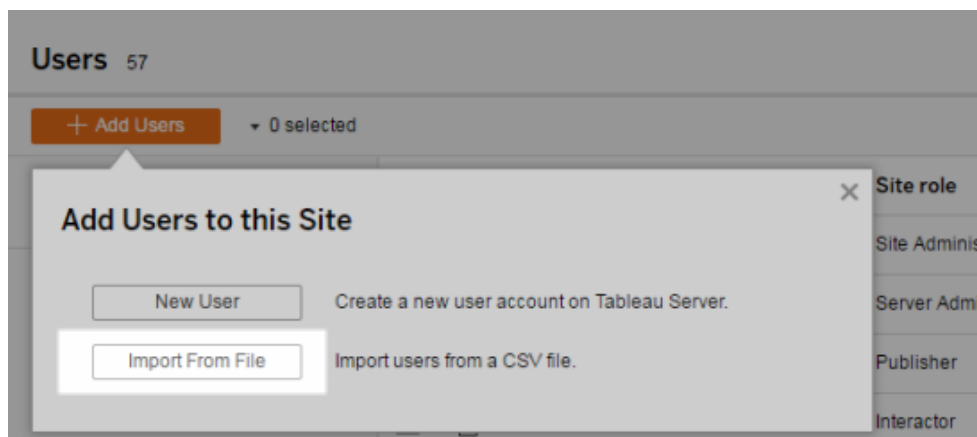 Users 57
+ Add Users 0 selected
Site role
Add Users to this Site
Site Adminis
New User Create a new user account on Tableau Server.
Server Admi
Import From File Import users from a CSV file.
Publisher
Interactor